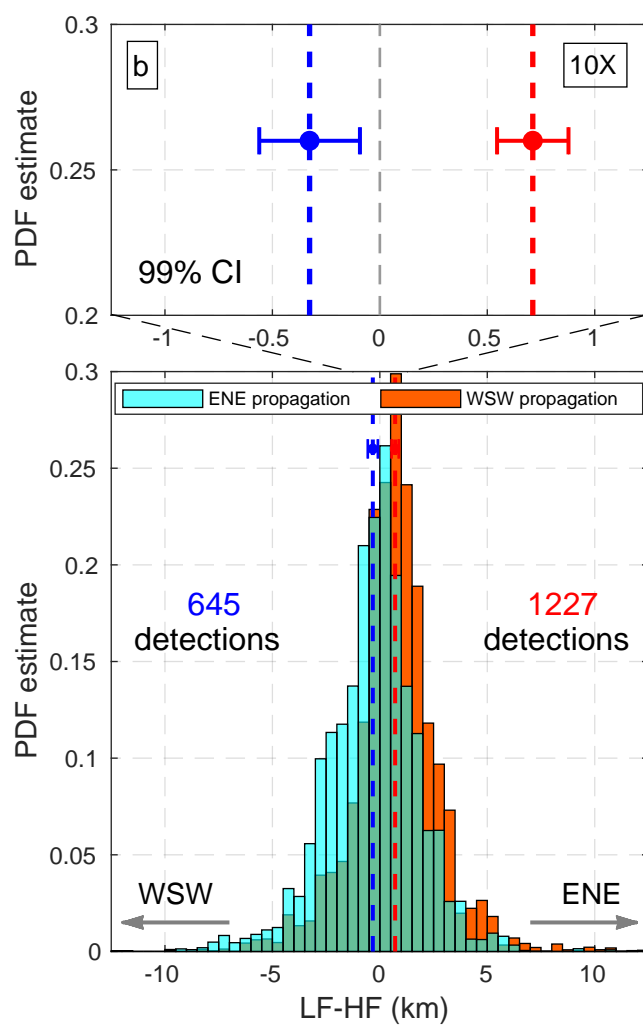 0.3
b
10X
PDF estimate
0.25
99% CI
0.2
-1
-0.5
0
0.5
1
0.3
ENE propagation
WSW propagation
0.25
0.2
645
detections
1227
detections
PDF estimate
0.15
0.1
0.05
WSW
ENE
0
-10
-5
0
5
10
LF-HF (km)